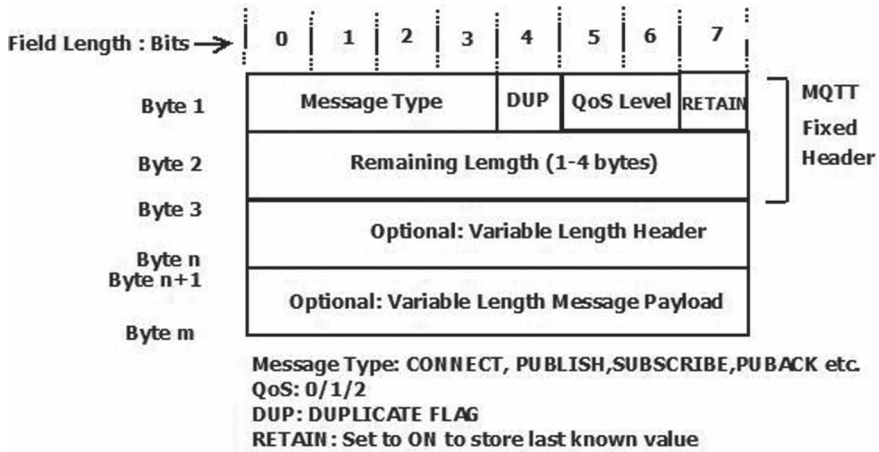 Field Length : Bits 0 1 2 3 4 5 6 7
Byte 1 Message Type DUP QoS Level RETAIN
MQTT
Fixed
Header
Byte 2 Remaining Lemgth (1-4 bytes)
Byte 3
Optional: Variable Length Header
Byte n
Byte n+1
Optional: Variable Length Message Payload
Byte m
Message Type: CONNECT, PUBLISH,SUBSCRIBE,PUBACK etc.
QoS: 0/1/2
DUP: DUPLICATE FLAG
RETAIN: Set to ON to store last known value